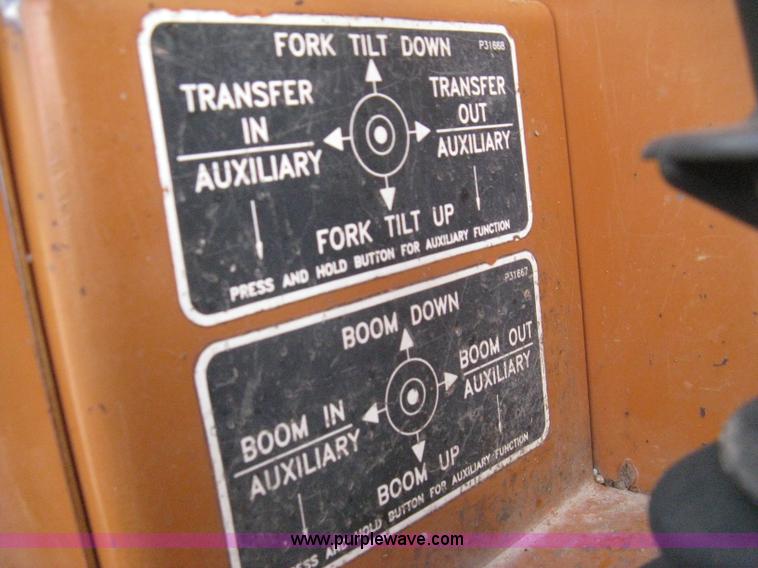 FORK TILT DOWN
P31668
TRANSFER
IN
AUXILIARY
TRANSFER
OUT
AUXILIARY
FORK TILT UP
PRESS AND HOLD BUTTON FOR AUXILIARY FUNCTION
BOOM DOWN
P31667
BOOM IN
AUXILIARY
BOOM OUT
AUXILIARY
BOOM UP
PRESS AND HOLD BUTTON FOR AUXILIARY FUNCTION
www.purplewave.com